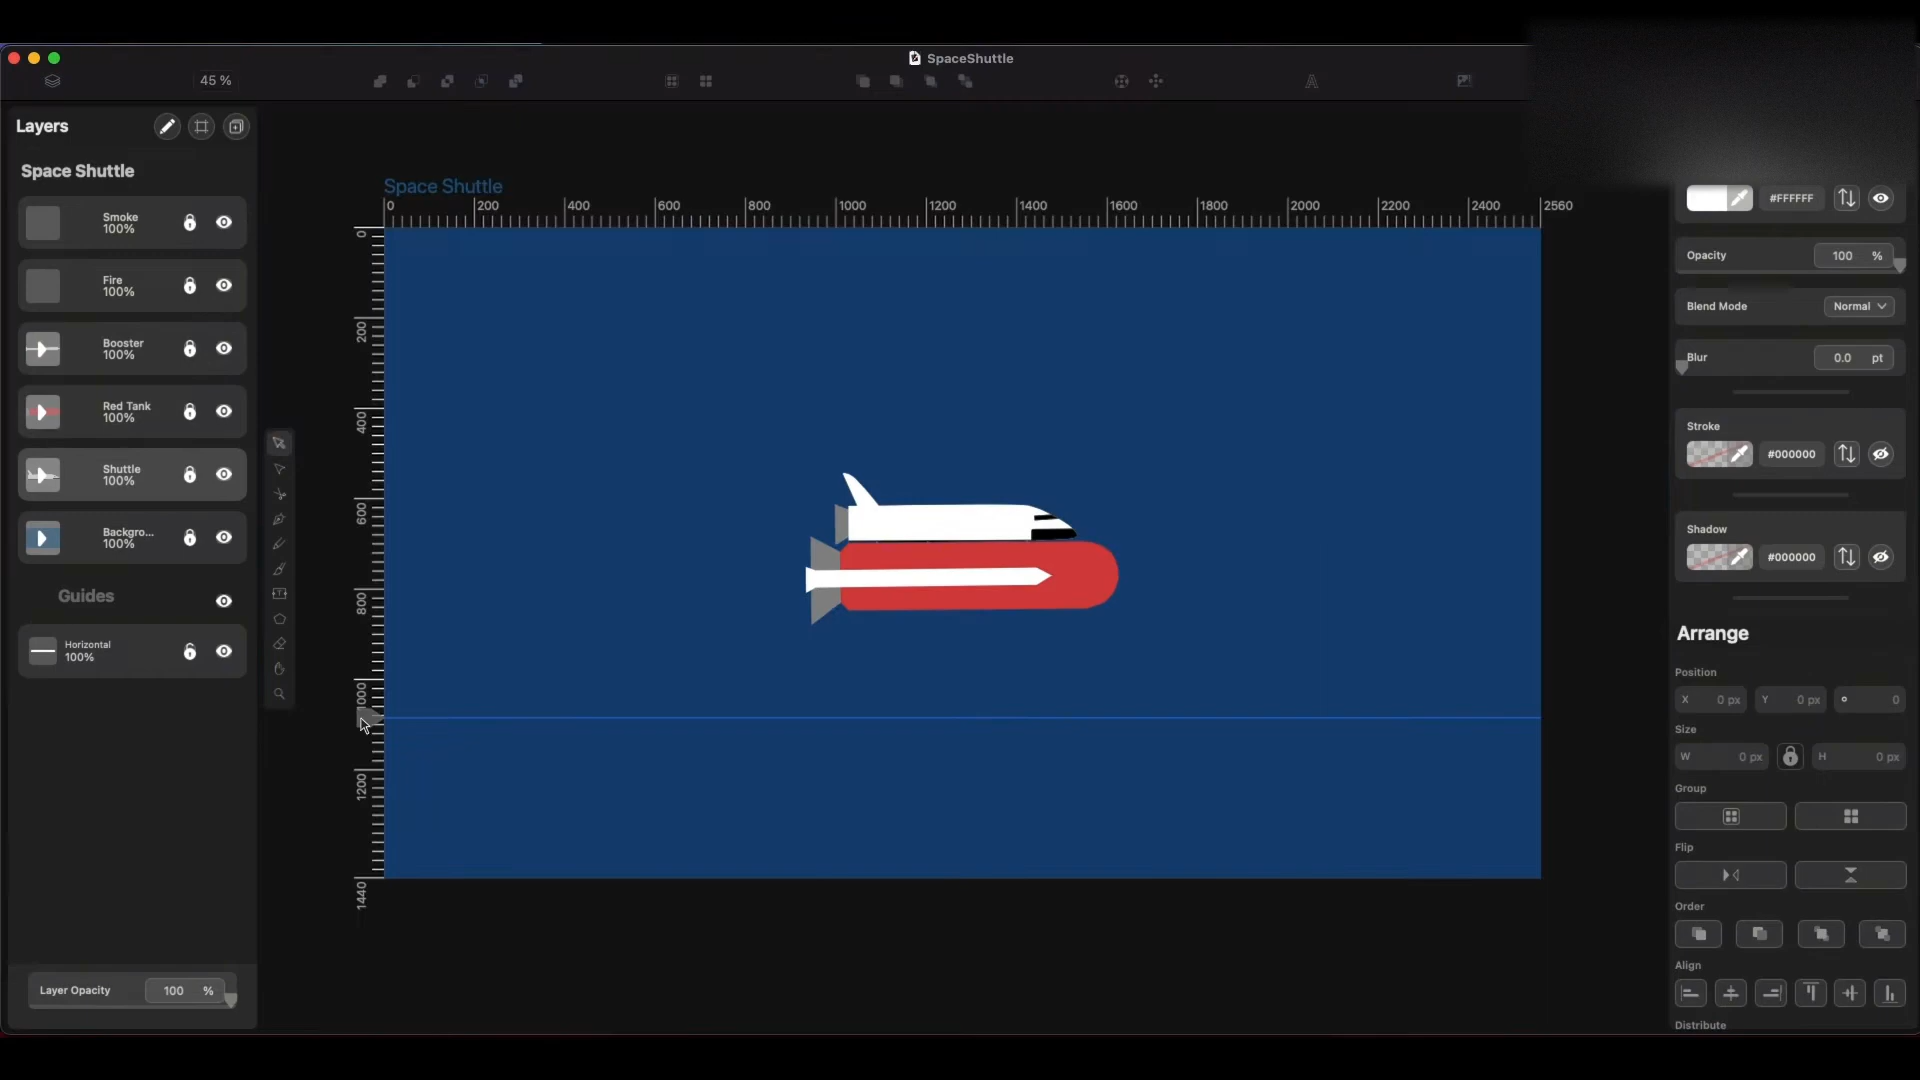 SpaceShuttle
45 %
Layers
Space Shuttle
Smoke
100%
Fire
100%
Booster
100%
Red Tank
100%
Shuttle
100%
Backgro...
100%
Guides
Horizontal
100%
Layer Opacity 100 %
Space Shuttle
0 200 400 600 800 1000 1200 1400 1600 1800 2000 2200 2400 2560
0
200
400
600
800
1000
1200
1440
#FFFFFF
Opacity 100 %
Blend Mode Normal
Blur 0.0 pt
Stroke
#000000
Shadow
#000000
Arrange
Position
X 0 px Y 0 px 0
Size
W 0 px H 0 px
Group
Flip
Order
Align
Distribute